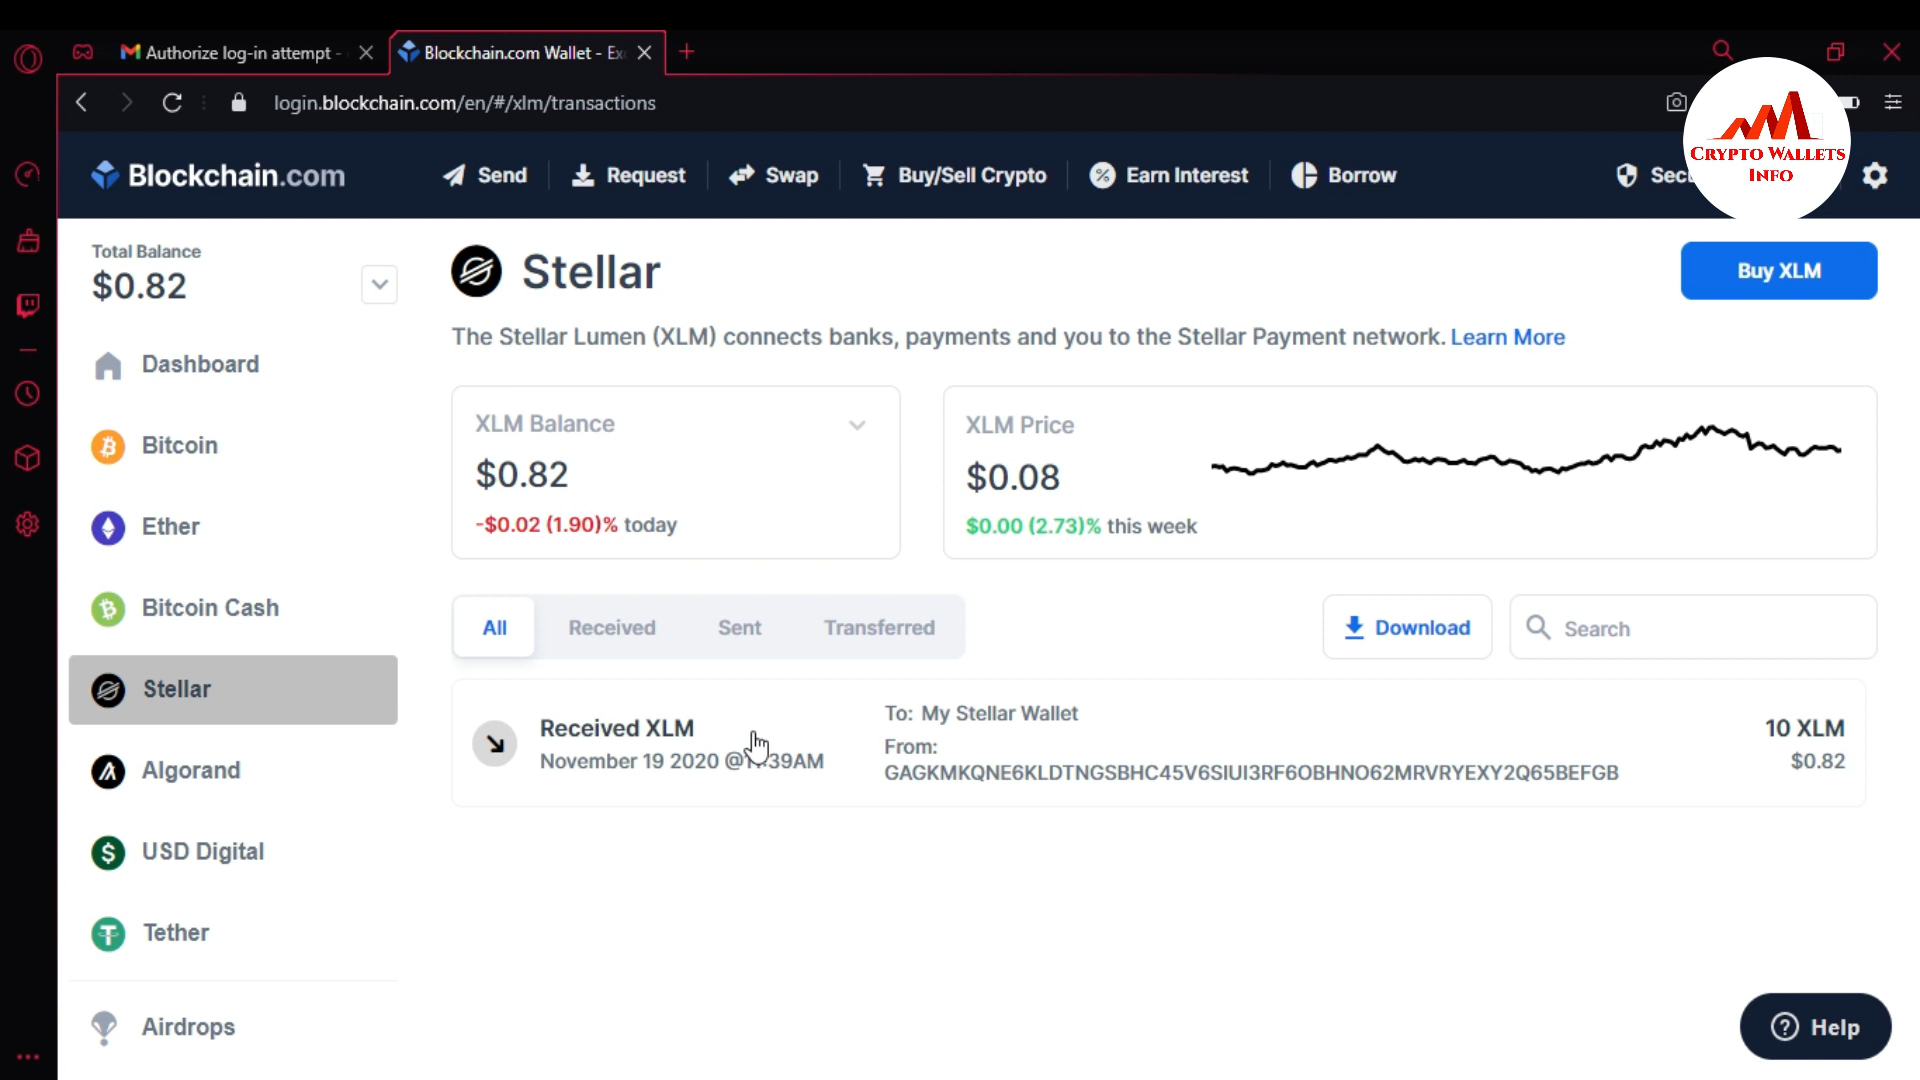 Authorize log-in attempt -
Blockchain.com Wallet - Ex
login.blockchain.com/en/#/xlm/transactions
Blockchain.com
Send
Request
Swap
Buy/Sell Crypto
Earn Interest
Borrow
Crypto Wallets
Info
Total Balance
$0.82
Dashboard
Bitcoin
Ether
Bitcoin Cash
Stellar
Algorand
USD Digital
Tether
Airdrops
Stellar
Buy XLM
The Stellar Lumen (XLM) connects banks, payments and you to the Stellar Payment network. Learn More
XLM Balance
$0.82
-$0.02 (1.90)% today
XLM Price
$0.08
$0.00 (2.73)% this week
All
Received
Sent
Transferred
Download
Search
Received XLM
November 19 2020
To: My Stellar Wallet
From:
GAGKMKQNE6KLDTNGSBHC45V6SIUI3RF6OBHNO62MRVRYEXY2Q65BEFGB
10 XLM
$0.82
Help